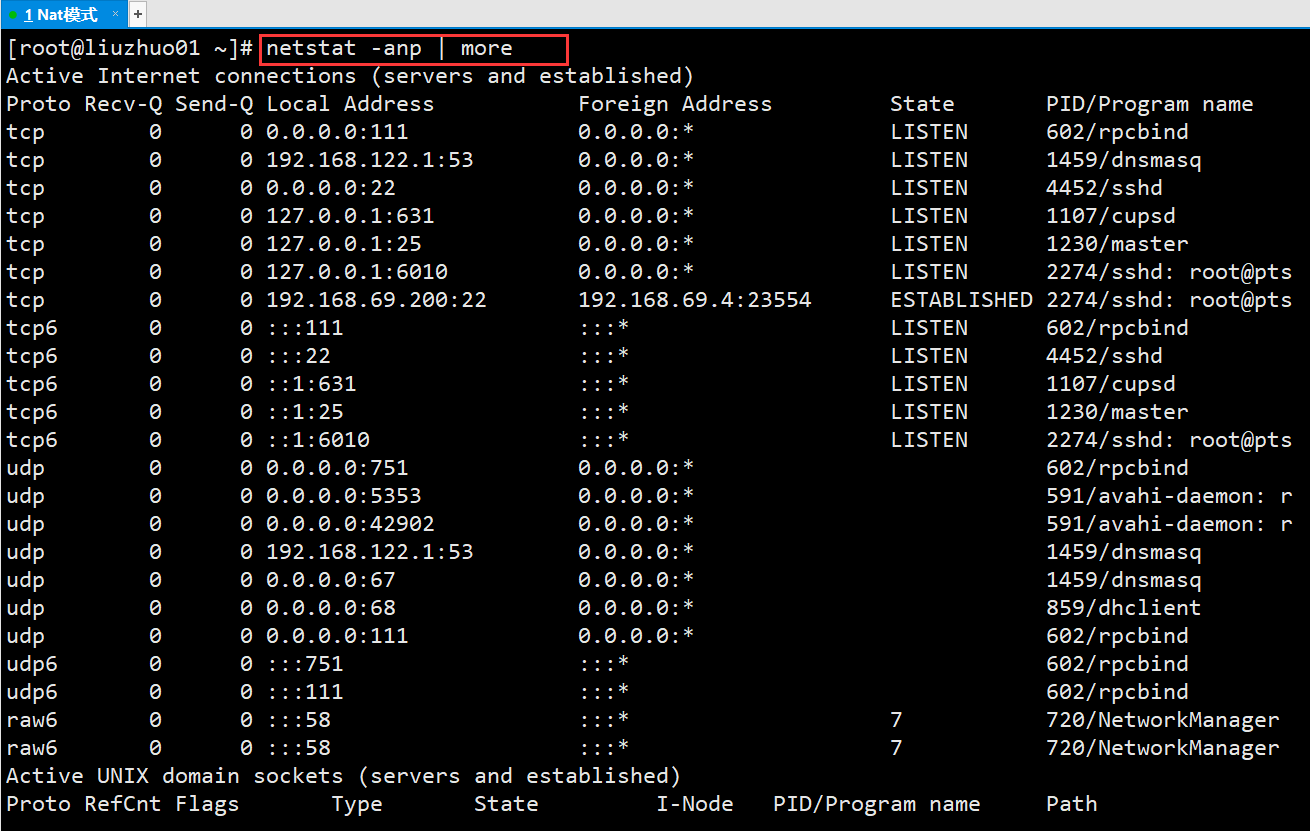 1 Nat模式 × +
[root@liuzhuo01 ~]# netstat -anp | more
Active Internet connections (servers and established)
Proto Recv-Q Send-Q Local Address           Foreign Address         State       PID/Program name
tcp        0      0 0.0.0.0:111             0.0.0.0:*               LISTEN      602/rpcbind
tcp        0      0 192.168.122.1:53        0.0.0.0:*               LISTEN      1459/dnsmasq
tcp        0      0 0.0.0.0:22              0.0.0.0:*               LISTEN      4452/sshd
tcp        0      0 127.0.0.1:631           0.0.0.0:*               LISTEN      1107/cupsd
tcp        0      0 127.0.0.1:25            0.0.0.0:*               LISTEN      1230/master
tcp        0      0 127.0.0.1:6010          0.0.0.0:*               LISTEN      2274/sshd: root@pts
tcp        0      0 192.168.69.200:22       192.168.69.4:23554      ESTABLISHED 2274/sshd: root@pts
tcp6       0      0 :::111                  :::*                    LISTEN      602/rpcbind
tcp6       0      0 :::22                   :::*                    LISTEN      4452/sshd
tcp6       0      0 ::1:631                 :::*                    LISTEN      1107/cupsd
tcp6       0      0 ::1:25                  :::*                    LISTEN      1230/master
tcp6       0      0 ::1:6010                :::*                    LISTEN      2274/sshd: root@pts
udp        0      0 0.0.0.0:751             0.0.0.0:*                           602/rpcbind
udp        0      0 0.0.0.0:5353            0.0.0.0:*                           591/avahi-daemon: r
udp        0      0 0.0.0.0:42902           0.0.0.0:*                           591/avahi-daemon: r
udp        0      0 192.168.122.1:53        0.0.0.0:*                           1459/dnsmasq
udp        0      0 0.0.0.0:67              0.0.0.0:*                           1459/dnsmasq
udp        0      0 0.0.0.0:68              0.0.0.0:*                           859/dhclient
udp        0      0 0.0.0.0:111             0.0.0.0:*                           602/rpcbind
udp6       0      0 :::751                  :::*                                602/rpcbind
udp6       0      0 :::111                  :::*                                602/rpcbind
raw6       0      0 :::58                   :::*                    7           720/NetworkManager
raw6       0      0 :::58                   :::*                    7           720/NetworkManager
Active UNIX domain sockets (servers and established)
Proto RefCnt Flags       Type       State         I-Node   PID/Program name     Path